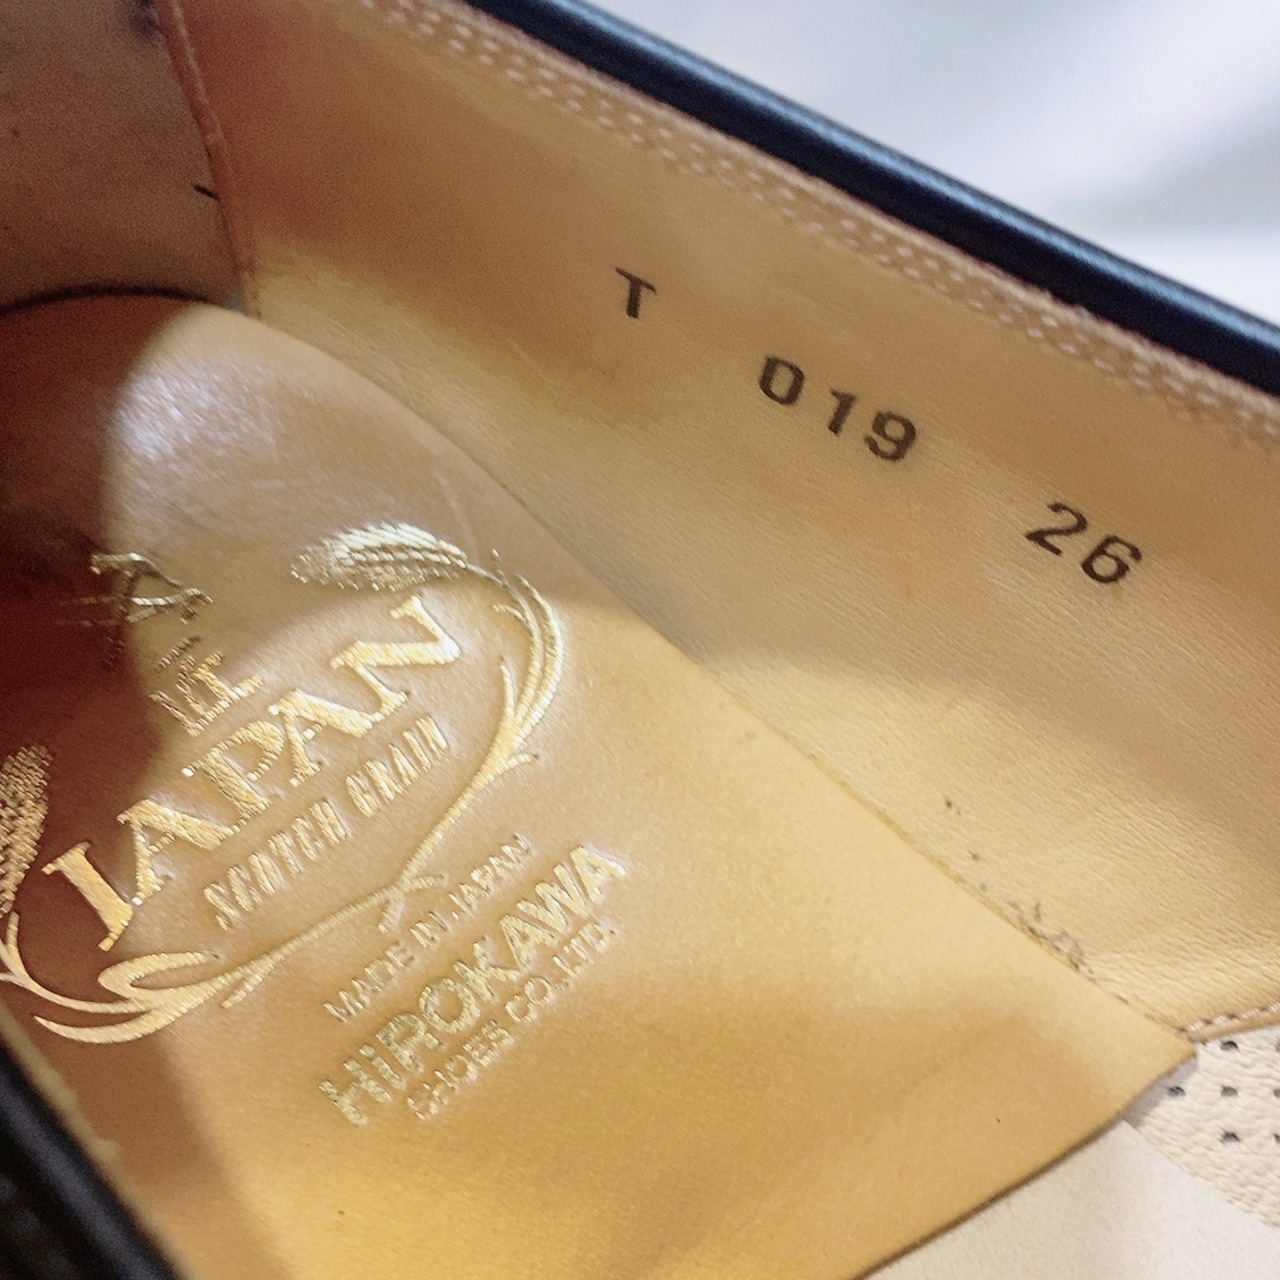 T 019 26
JAPAN
SCOTCH GRAIN
MADE IN JAPAN
HIROKAWA
SHOES CO.,LTD.